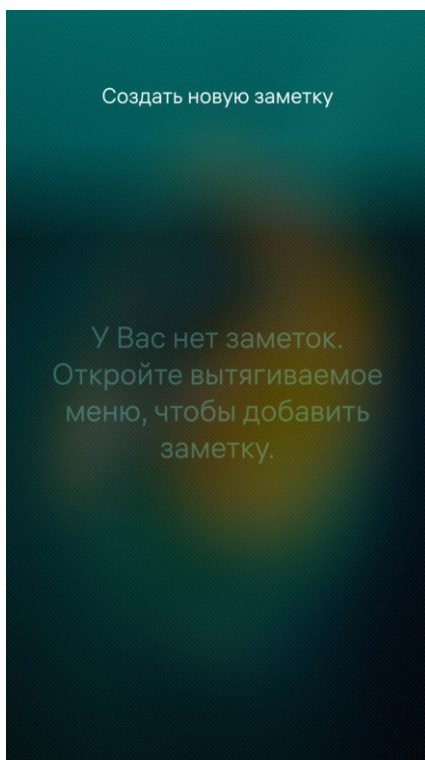 Создать новую заметку
У Вас нет заметок.
Откройте вытягиваемое
меню, чтобы добавить
заметку.